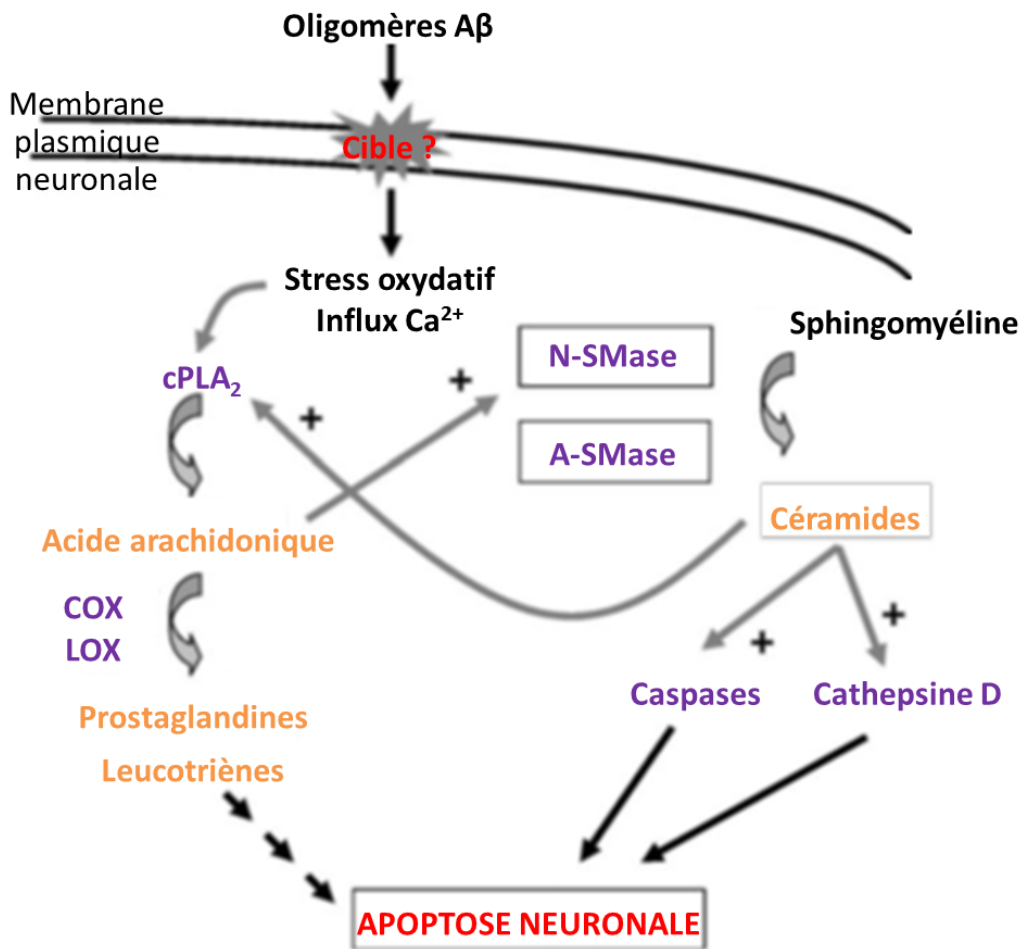 Oligomères Aβ
Membrane
plasmique
neuronale
Cible ?
Stress oxydatif
Influx Ca²⁺
Sphingomyéline
N-SMase
cPLA₂
+
+
A-SMase
Acide arachidonique
Céramides
COX
LOX
+
+
Caspases
Cathepsine D
Prostaglandines
Leucotriènes
APOPTOSE NEURONALE